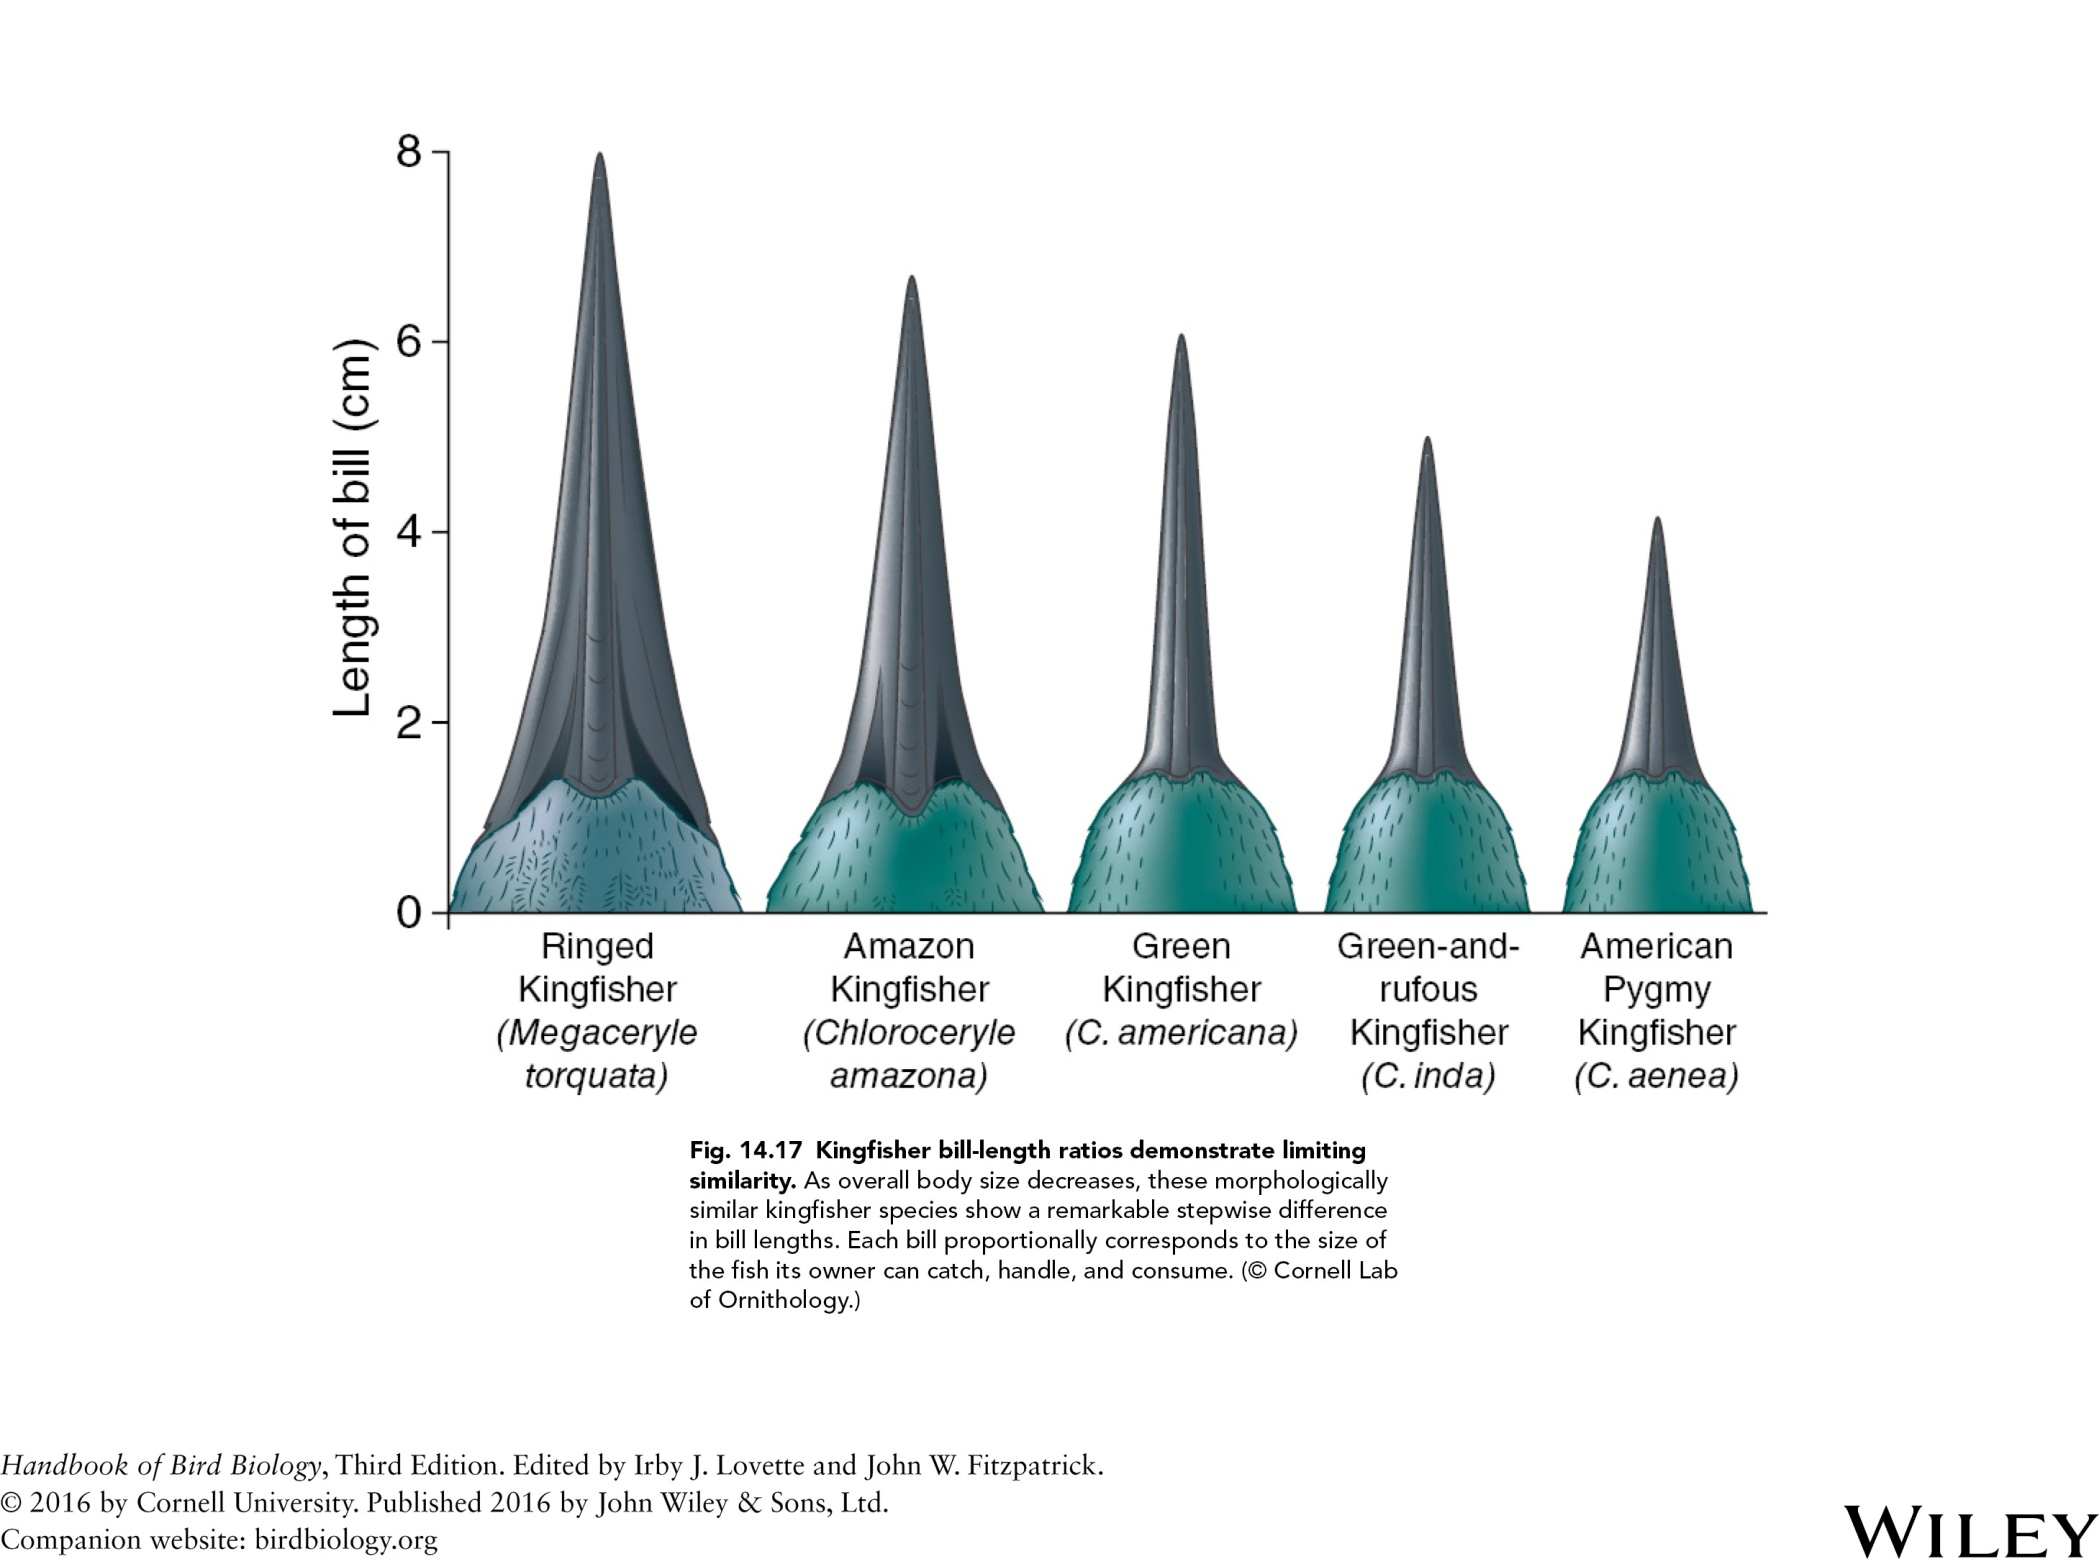 8
6
4
2
0
Length of bill (cm)
Ringed
Kingfisher
(Megaceryle
torquata)
Amazon
Kingfisher
(Chloroceryle
amazona)
Green
Kingfisher
(C. americana)
Green-and-
rufous
Kingfisher
(C. inda)
American
Pygmy
Kingfisher
(C. aenea)
Fig. 14.17 Kingfisher bill-length ratios demonstrate limiting
similarity. As overall body size decreases, these morphologically
similar kingfisher species show a remarkable stepwise difference
in bill lengths. Each bill proportionally corresponds to the size of
the fish its owner can catch, handle, and consume. (© Cornell Lab
of Ornithology.)
Handbook of Bird Biology, Third Edition. Edited by Irby J. Lovette and John W. Fitzpatrick.
© 2016 by Cornell University. Published 2016 by John Wiley & Sons, Ltd.
Companion website: birdbiology.org
WILEY